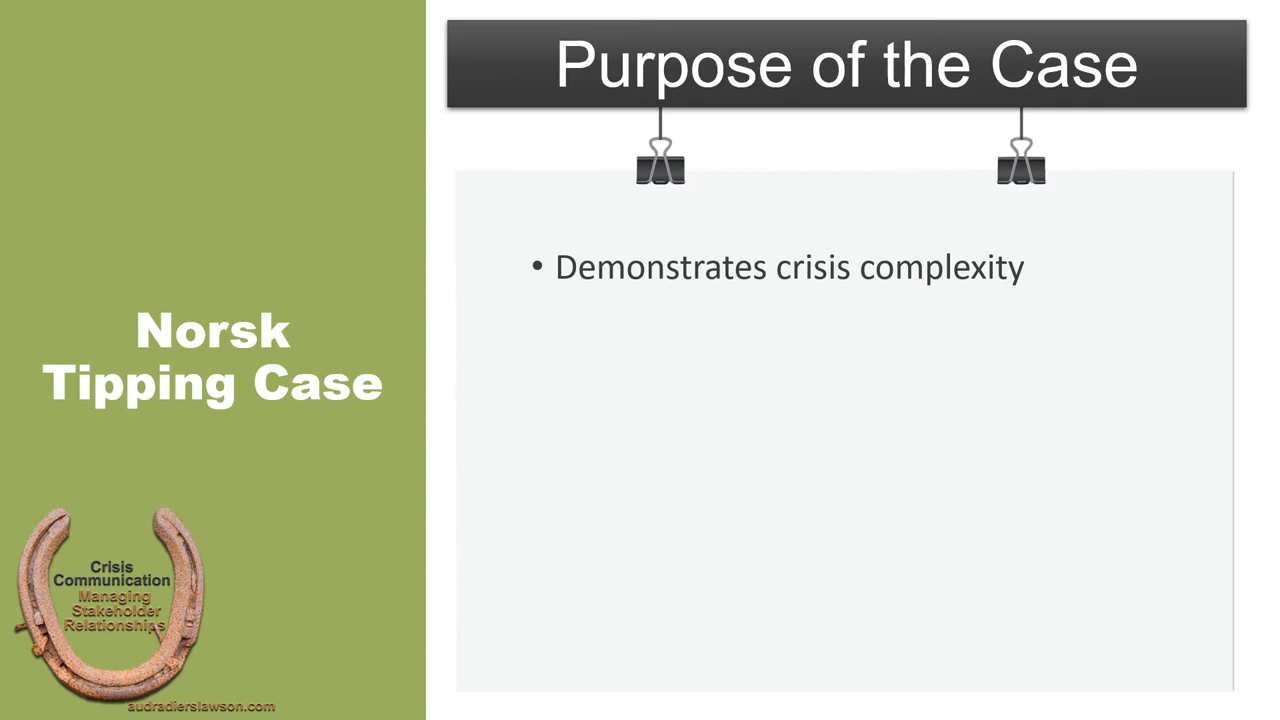 Purpose of the Case
• Demonstrates crisis complexity
Norsk
Tipping Case
Crisis
Communication
Managing
Stakeholder
Relationships
audradierslawson.com